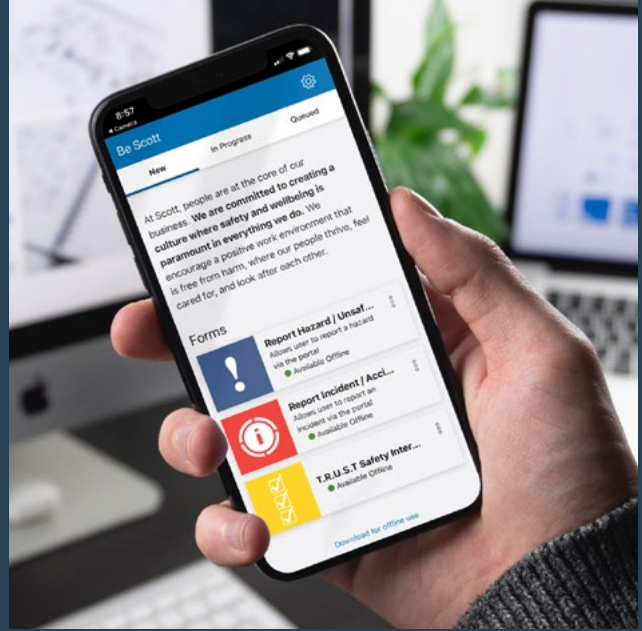 8:57
◀ Camera
Be Scott
New
In Progress
Queued
At Scott, people are at the core of our
business. We are committed to creating a
culture where safety and wellbeing is
paramount in everything we do. We
encourage a positive work environment that
is free from harm, where our people thrive, feel
cared for, and look after each other.
Forms
Report Hazard / Unsaf...
Allows user to report a hazard
via the portal
Available Offline
Report Incident / Acci...
Allows user to report an
incident via the portal
Available Offline
T.R.U.S.T Safety Inter...
Available Offline
Download for offline use